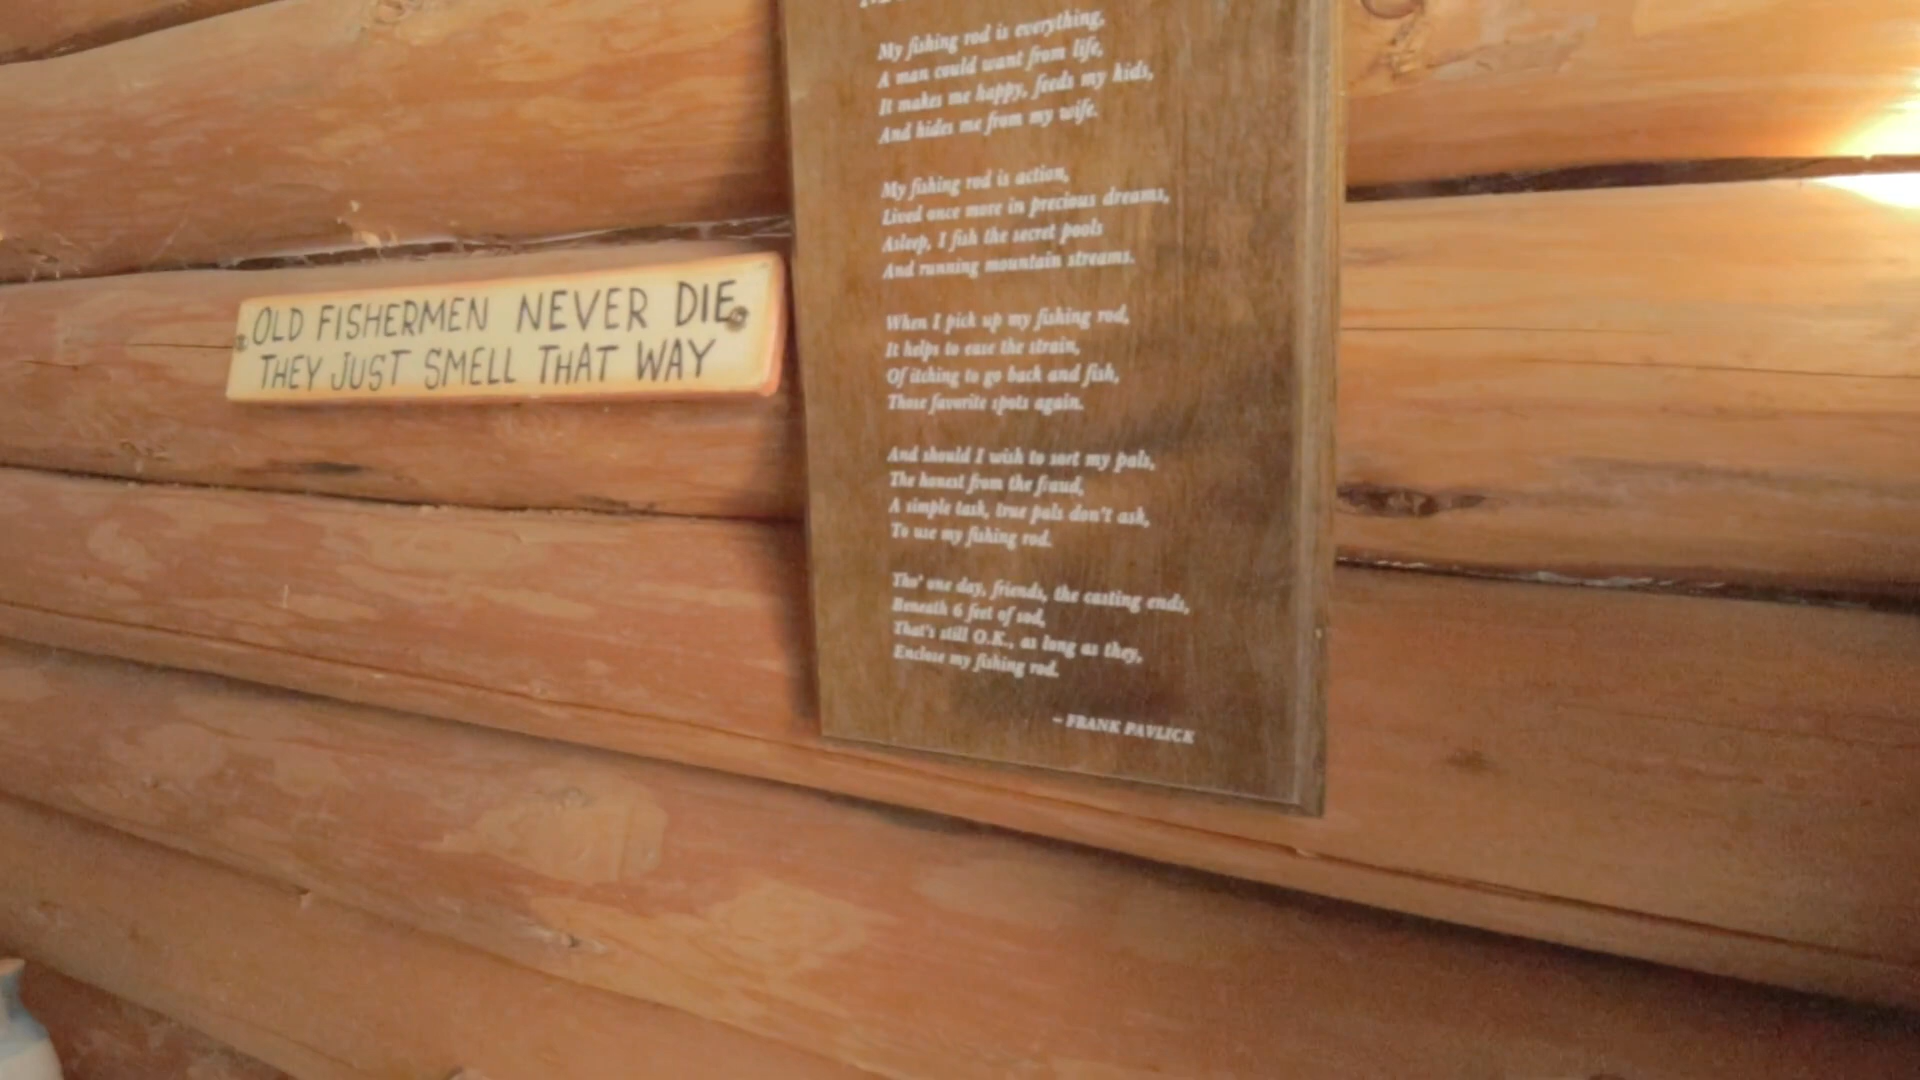 OLD FISHERMEN NEVER DIE
THEY JUST SMELL THAT WAY
My fishing rod is everything,
A man could want from life,
It makes me happy, feeds my kids,
And hides me from my wife.
My fishing rod is action,
Lived once more in precious dreams,
Asleep, I fish the secret pools
And running mountain streams.
When I pick up my fishing rod,
It helps to ease the strain,
Of itching to go back and fish,
Those favorite spots again.
And should I wish to sort my pals,
The honest from the fraud,
A simple task, true pals don't ask,
To use my fishing rod.
Tho' one day, friends, the casting ends,
Beneath 6 feet of sod,
That's still O.K., as long as they,
Enclose my fishing rod.
~ FRANK PAVLICK